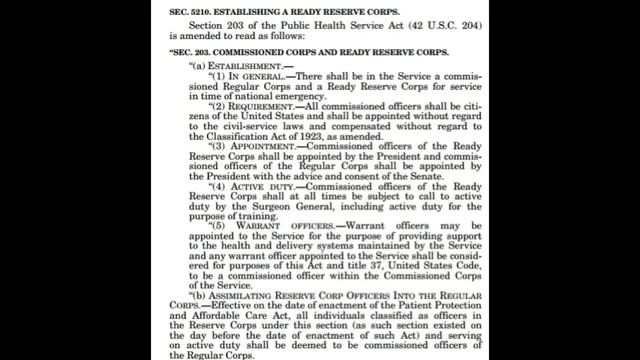 SEC. 5210. ESTABLISHING A READY RESERVE CORPS.
Section 203 of the Public Health Service Act (42 U.S.C. 204)
is amended to read as follows:
“SEC. 203. COMMISSIONED CORPS AND READY RESERVE CORPS.
“(a) ESTABLISHMENT.—
“(1) IN GENERAL.—There shall be in the Service a commis-
sioned Regular Corps and a Ready Reserve Corps for service
in time of national emergency.
“(2) REQUIREMENT.—All commissioned officers shall be citi-
zens of the United States and shall be appointed without regard
to the civil-service laws and compensated without regard to
the Classification Act of 1923, as amended.
“(3) APPOINTMENT.—Commissioned officers of the Ready
Reserve Corps shall be appointed by the President and commis-
sioned officers of the Regular Corps shall be appointed by
the President with the advice and consent of the Senate.
“(4) ACTIVE DUTY.—Commissioned officers of the Ready
Reserve Corps shall at all times be subject to call to active
duty by the Surgeon General, including active duty for the
purpose of training.
“(5) WARRANT OFFICERS.—Warrant officers may be
appointed to the Service for the purpose of providing support
to the health and delivery systems maintained by the Service
and any warrant officer appointed to the Service shall be consid-
ered for purposes of this Act and title 37, United States Code,
to be a commissioned officer within the Commissioned Corps
of the Service.
“(b) ASSIMILATING RESERVE CORP OFFICERS INTO THE REGULAR
CORPS.—Effective on the date of enactment of the Patient Protection
and Affordable Care Act, all individuals classified as officers in
the Reserve Corps under this section (as such section existed on
the day before the date of enactment of such Act) and serving
on active duty shall be deemed to be commissioned officers of
the Regular Corps.